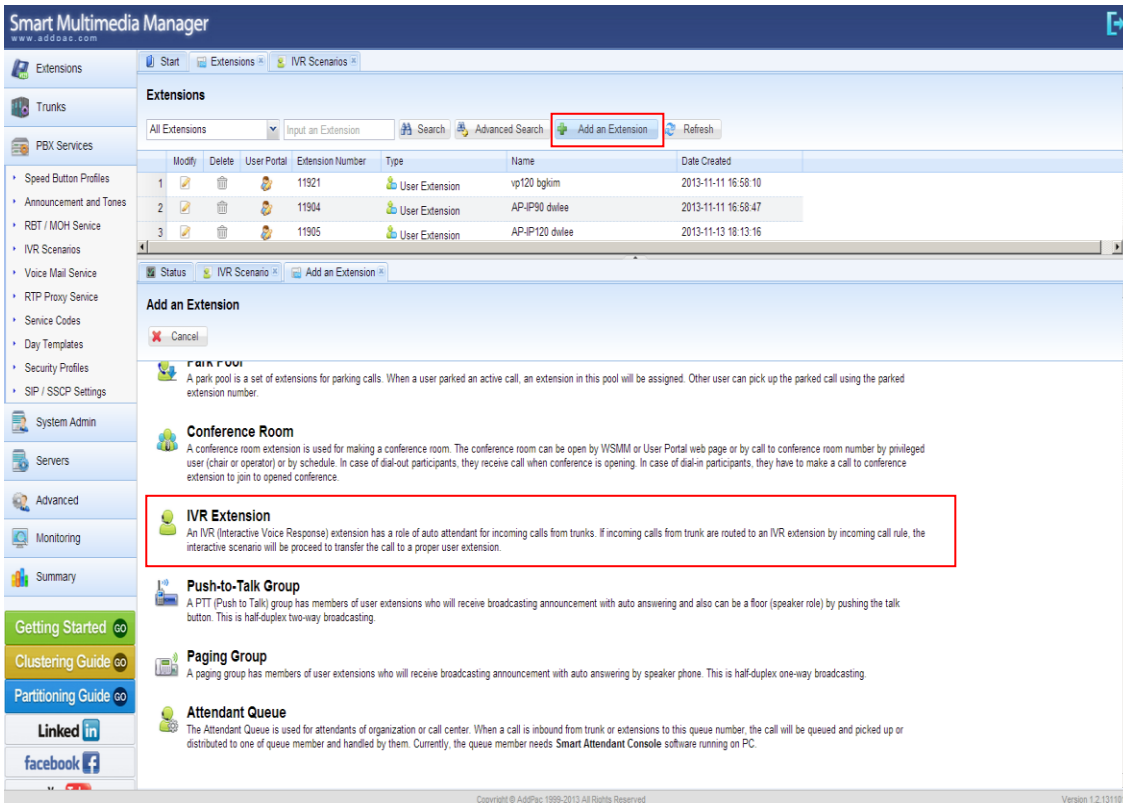 Smart Multimedia Manager
www.addpac.com
Extensions
Trunks
PBX Services
Speed Button Profiles
Announcement and Tones
RBT / MOH Service
IVR Scenarios
Voice Mail Service
RTP Proxy Service
Service Codes
Day Templates
Security Profiles
SIP / SSCP Settings
System Admin
Servers
Advanced
Monitoring
Summary
Getting Started GO
Clustering Guide GO
Partitioning Guide GO
Linked in
facebook f
Start Extensions IVR Scenarios
Extensions
All Extensions Input an Extension Search Advanced Search Add an Extension Refresh
Modify Delete User Portal Extension Number Type Name Date Created
1 11921 User Extension vp120 bgkim 2013-11-11 16:58:10
2 11904 User Extension AP-IP90 dwlee 2013-11-11 16:58:47
3 11905 User Extension AP-IP120 dwlee 2013-11-13 18:13:16
Status IVR Scenario Add an Extension
Add an Extension
Cancel
Park Pool
A park pool is a set of extensions for parking calls. When a user parked an active call, an extension in this pool will be assigned. Other user can pick up the parked call using the parked
extension number.
Conference Room
A conference room extension is used for making a conference room. The conference room can be open by WSMM or User Portal web page or by call to conference room number by privileged
user (chair or operator) or by schedule. In case of dial-out participants, they receive call when conference is opening. In case of dial-in participants, they have to make a call to conference
extension to join to opened conference.
IVR Extension
An IVR (Interactive Voice Response) extension has a role of auto attendant for incoming calls from trunks. If incoming calls from trunk are routed to an IVR extension by incoming call rule, the
interactive scenario will be proceed to transfer the call to a proper user extension.
Push-to-Talk Group
A PTT (Push to Talk) group has members of user extensions who will receive broadcasting announcement with auto answering and also can be a floor (speaker role) by pushing the talk
button. This is half-duplex two-way broadcasting.
Paging Group
A paging group has members of user extensions who will receive broadcasting announcement with auto answering by speaker phone. This is half-duplex one-way broadcasting.
Attendant Queue
The Attendant Queue is used for attendants of organization or call center. When a call is inbound from trunk or extensions to this queue number, the call will be queued and picked up or
distributed to one of queue member and handled by them. Currently, the queue member needs Smart Attendant Console software running on PC.
Copyright © AddPac 1999-2013 All Rights Reserved
Version 1.2.13110